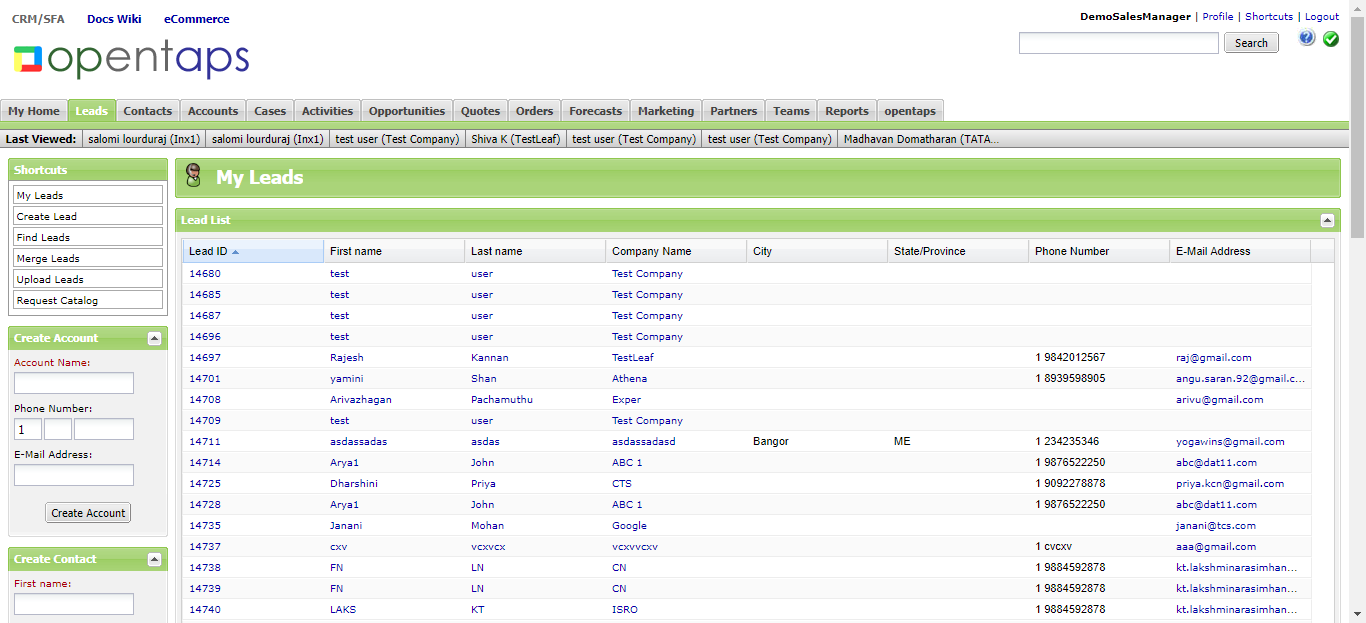 CRM/SFA Docs Wiki eCommerce
DemoSalesManager | Profile | Shortcuts | Logout
opentaps
Search
My Home Leads Contacts Accounts Cases Activities Opportunities Quotes Orders Forecasts Marketing Partners Teams Reports opentaps
Last Viewed: salomi lourduraj (Inx1) salomi lourduraj (Inx1) test user (Test Company) Shiva K (TestLeaf) test user (Test Company) test user (Test Company) Madhavan Domatharan (TATA...
Shortcuts
My Leads
Create Lead
Find Leads
Merge Leads
Upload Leads
Request Catalog
Create Account
Account Name:
Phone Number:
1
E-Mail Address:
Create Account
Create Contact
First name:
My Leads
Lead List
Lead ID First name Last name Company Name City State/Province Phone Number E-Mail Address
14680 test user Test Company
14685 test user Test Company
14687 test user Test Company
14696 test user Test Company
14697 Rajesh Kannan TestLeaf 1 9842012567 raj@gmail.com
14701 yamini Shan Athena 1 8939598905 angu.saran.92@gmail.c...
14708 Arivazhagan Pachamuthu Exper arivu@gmail.com
14709 test user Test Company
14711 asdassadas asdas asdassadasd Bangor ME 1 234235346 yogawins@gmail.com
14714 Arya1 John ABC 1 1 9876522250 abc@dat11.com
14725 Dharshini Priya CTS 1 9092278878 priya.kcn@gmail.com
14728 Arya1 John ABC 1 1 9876522250 abc@dat11.com
14735 Janani Mohan Google janani@tcs.com
14737 cxv vcxvcx vcxvvcxv 1 cvcxv aaa@gmail.com
14738 FN LN CN 1 9884592878 kt.lakshminarasimhan...
14739 FN LN CN 1 9884592878 kt.lakshminarasimhan...
14740 LAKS KT ISRO 1 9884592878 kt.lakshminarasimhan...